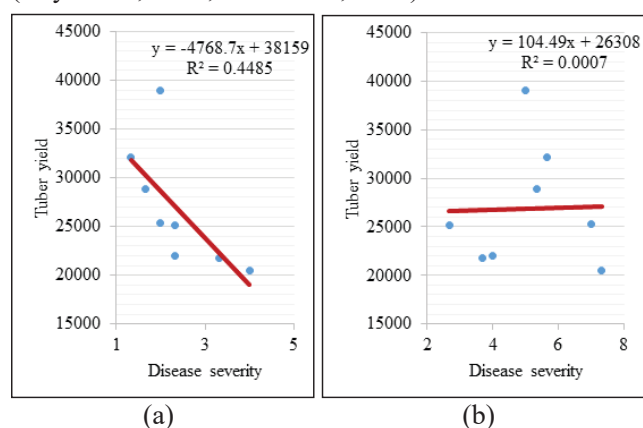 45000
40000
35000
30000
25000
20000
15000
y = -4768.7x + 38159
R² = 0.4485
Tuber yield
1 3 5
Disease severity
(a)
45000
40000
35000
30000
25000
20000
15000
y = 104.49x + 26308
R² = 0.0007
Tuber yield
2 4 6 8
Disease severity
(b)